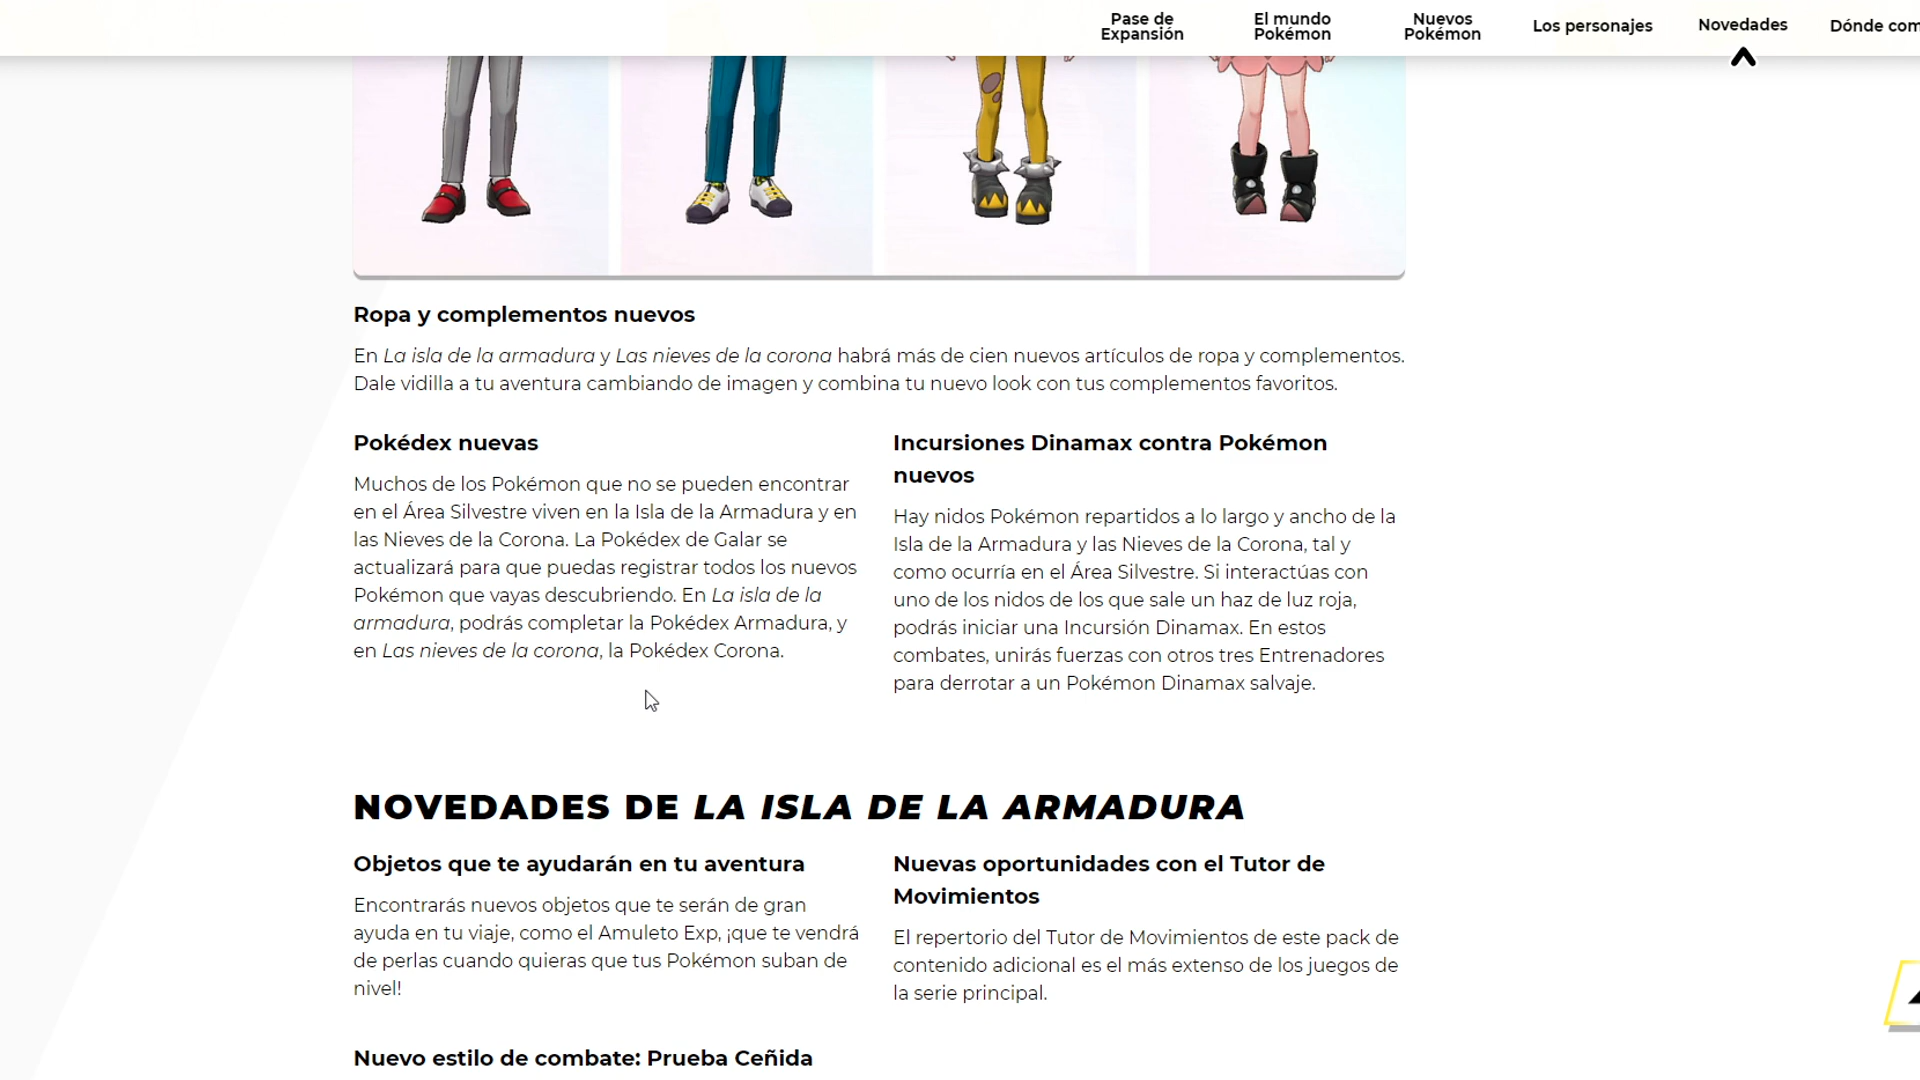 Pase de
Expansión
El mundo
Pokémon
Nuevos
Pokémon
Los personajes
Novedades
Dónde com
Ropa y complementos nuevos
En La isla de la armadura y Las nieves de la corona habrá más de cien nuevos artículos de ropa y complementos.
Dale vidilla a tu aventura cambiando de imagen y combina tu nuevo look con tus complementos favoritos.
Pokédex nuevas
Muchos de los Pokémon que no se pueden encontrar
en el Área Silvestre viven en la Isla de la Armadura y en
las Nieves de la Corona. La Pokédex de Galar se
actualizará para que puedas registrar todos los nuevos
Pokémon que vayas descubriendo. En La isla de la
armadura, podrás completar la Pokédex Armadura, y
en Las nieves de la corona, la Pokédex Corona.
Incursiones Dinamax contra Pokémon
nuevos
Hay nidos Pokémon repartidos a lo largo y ancho de la
Isla de la Armadura y las Nieves de la Corona, tal y
como ocurría en el Área Silvestre. Si interactúas con
uno de los nidos de los que sale un haz de luz roja,
podrás iniciar una Incursión Dinamax. En estos
combates, unirás fuerzas con otros tres Entrenadores
para derrotar a un Pokémon Dinamax salvaje.
NOVEDADES DE LA ISLA DE LA ARMADURA
Objetos que te ayudarán en tu aventura
Encontrarás nuevos objetos que te serán de gran
ayuda en tu viaje, como el Amuleto Exp, ¡que te vendrá
de perlas cuando quieras que tus Pokémon suban de
nivel!
Nuevas oportunidades con el Tutor de
Movimientos
El repertorio del Tutor de Movimientos de este pack de
contenido adicional es el más extenso de los juegos de
la serie principal.
Nuevo estilo de combate: Prueba Ceñida